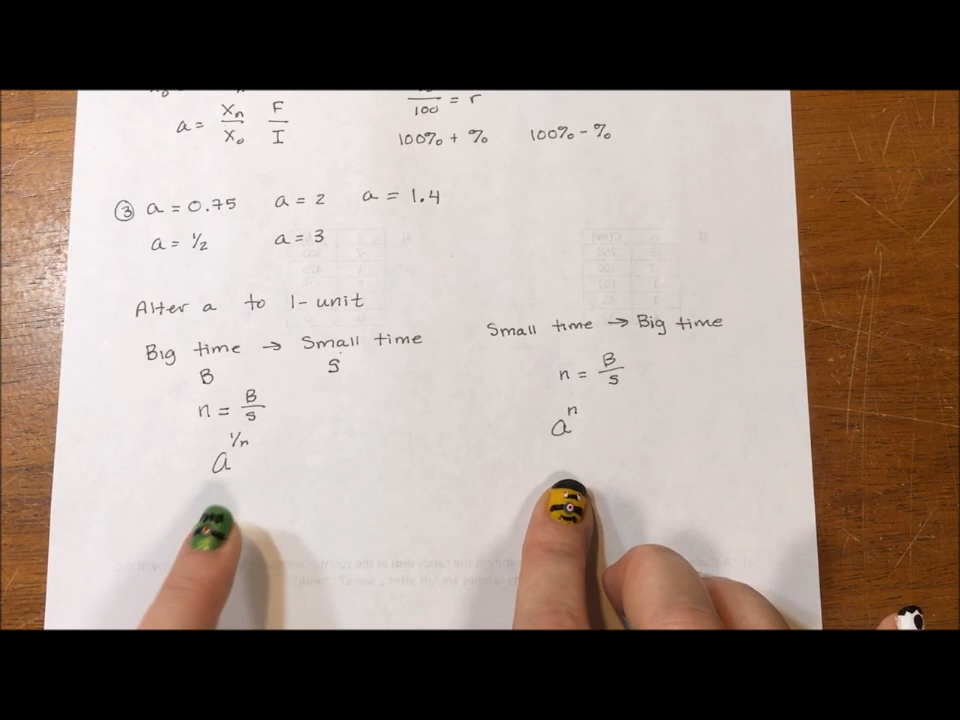 a = Xn/X0 F/I
100 = r
100% + % 100% - %
③ a = 0.75 a = 2 a = 1.4
a = 1/2 a = 3
Alter a to 1-unit
Big time → Small time
B S
n = B/S
a^1/n
Small time → Big time
n = B/S
a^n